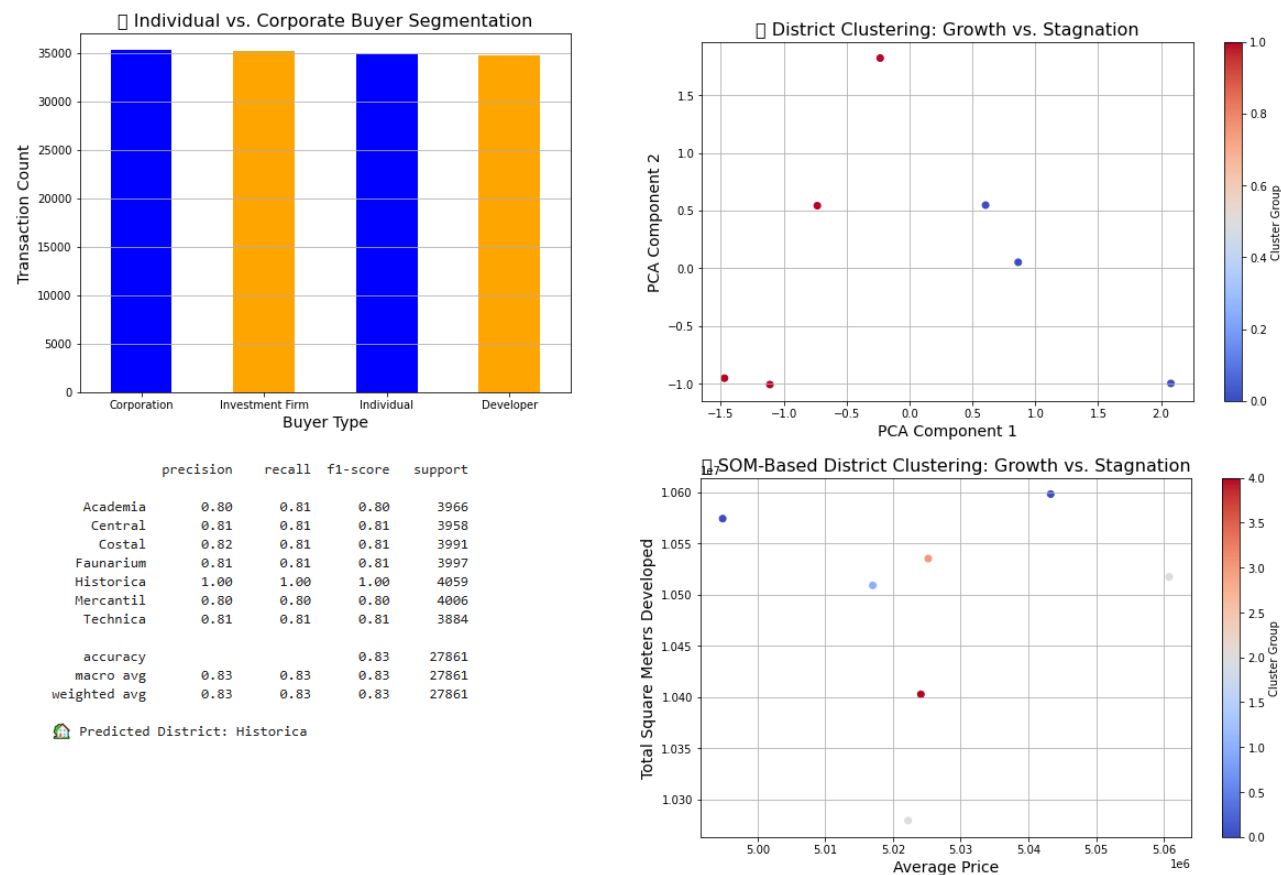 ▯ Individual vs. Corporate Buyer Segmentation
35000
30000
25000
20000
15000
10000
5000
0
Transaction Count
Corporation Investment Firm Individual Developer
Buyer Type
▯ District Clustering: Growth vs. Stagnation
1.5
1.0
0.5
0.0
−0.5
−1.0
PCA Component 2
−1.5 −1.0 −0.5 0.0 0.5 1.0 1.5 2.0
PCA Component 1
1.0
0.8
0.6
0.4
0.2
0.0
Cluster Group
precision recall f1-score support
Academia 0.80 0.81 0.80 3966
Central 0.81 0.81 0.81 3958
Costal 0.82 0.81 0.81 3991
Faunarium 0.81 0.81 0.81 3997
Historica 1.00 1.00 1.00 4059
Mercantil 0.80 0.80 0.80 4006
Technica 0.81 0.81 0.81 3884
accuracy 0.83 27861
macro avg 0.83 0.83 0.83 27861
weighted avg 0.83 0.83 0.83 27861
🏠 Predicted District: Historica
▯ SOM-Based District Clustering: Growth vs. Stagnation
1e7
1.060
1.055
1.050
1.045
1.040
1.035
1.030
Total Square Meters Developed
5.00 5.01 5.02 5.03 5.04 5.05 5.06
1e6
Average Price
4.0
3.5
3.0
2.5
2.0
1.5
1.0
0.5
0.0
Cluster Group